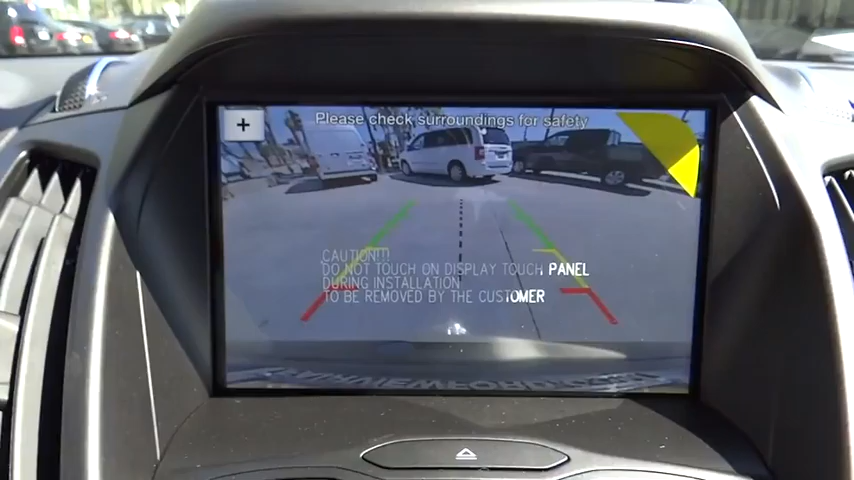 +
Please check surroundings for safety
CAUTION!!!
DO NOT TOUCH ON DISPLAY TOUCH PANEL
DURING INSTALLATION
TO BE REMOVED BY THE CUSTOMER